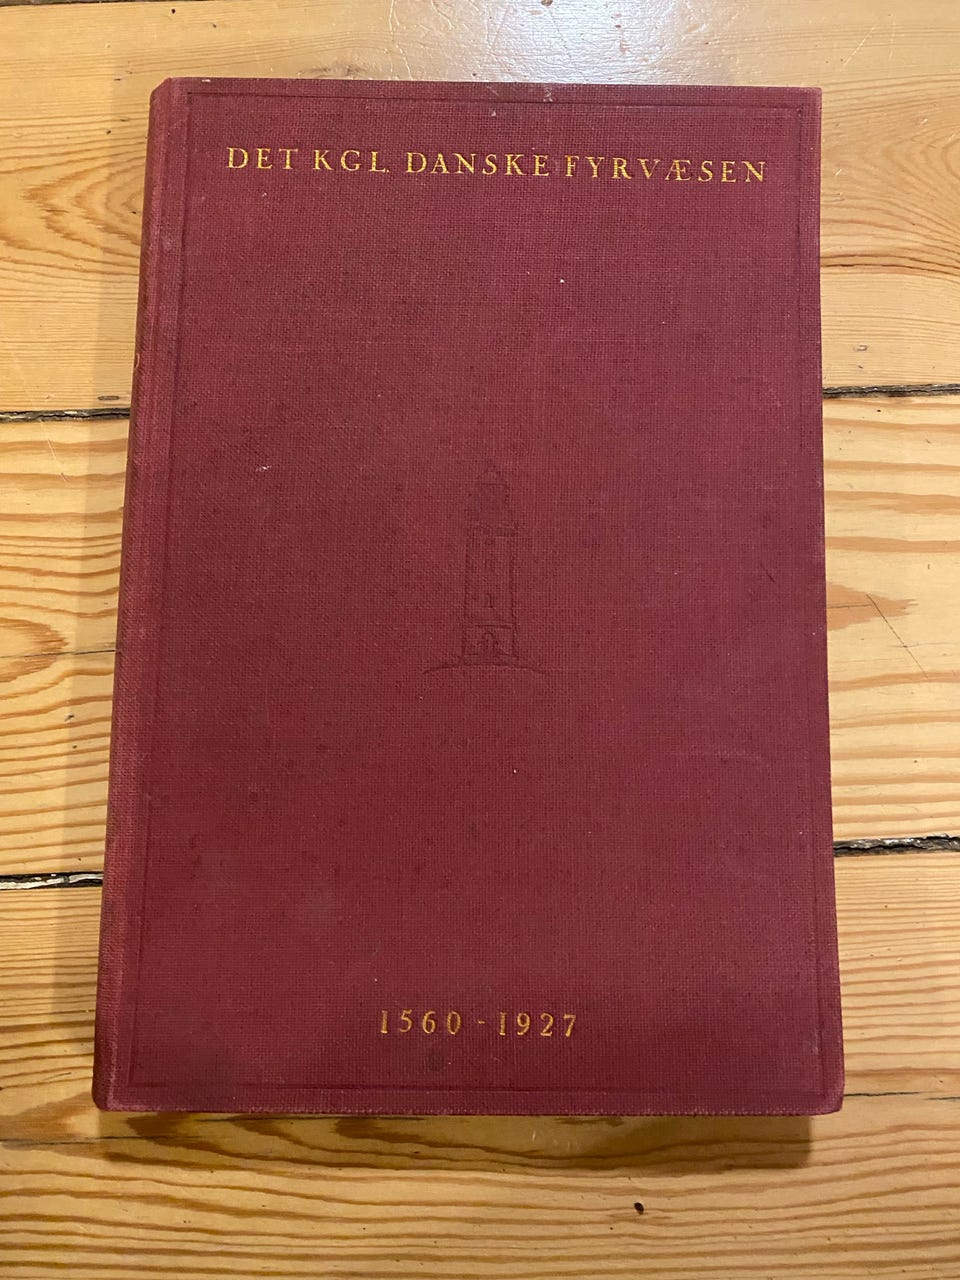 DET KGL. DANSKE FYRVÆSEN
1560 - 1927